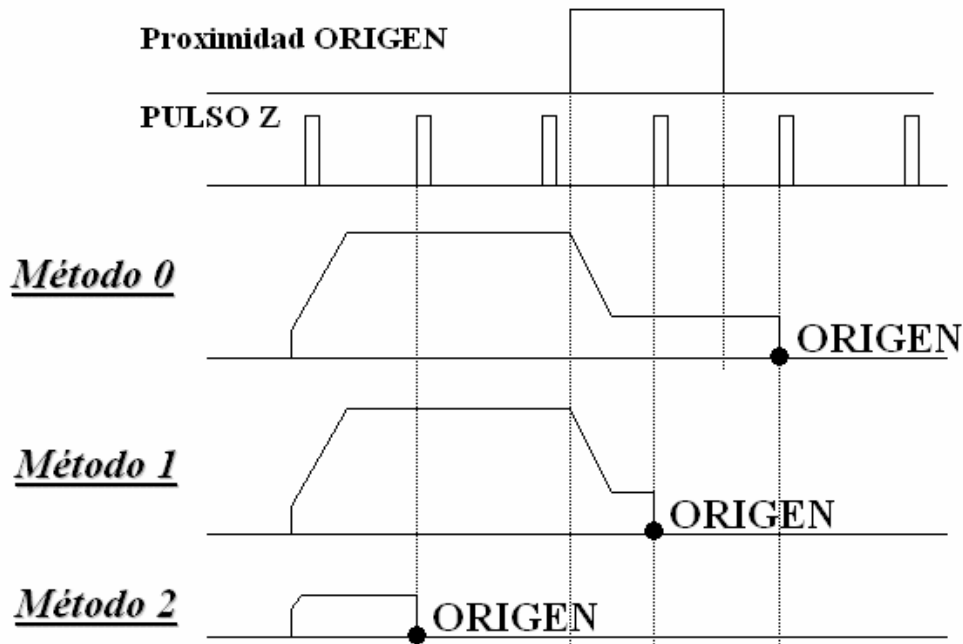 Proximidad ORIGEN
PULSO Z
Método 0
ORIGEN
Método 1
ORIGEN
Método 2
ORIGEN